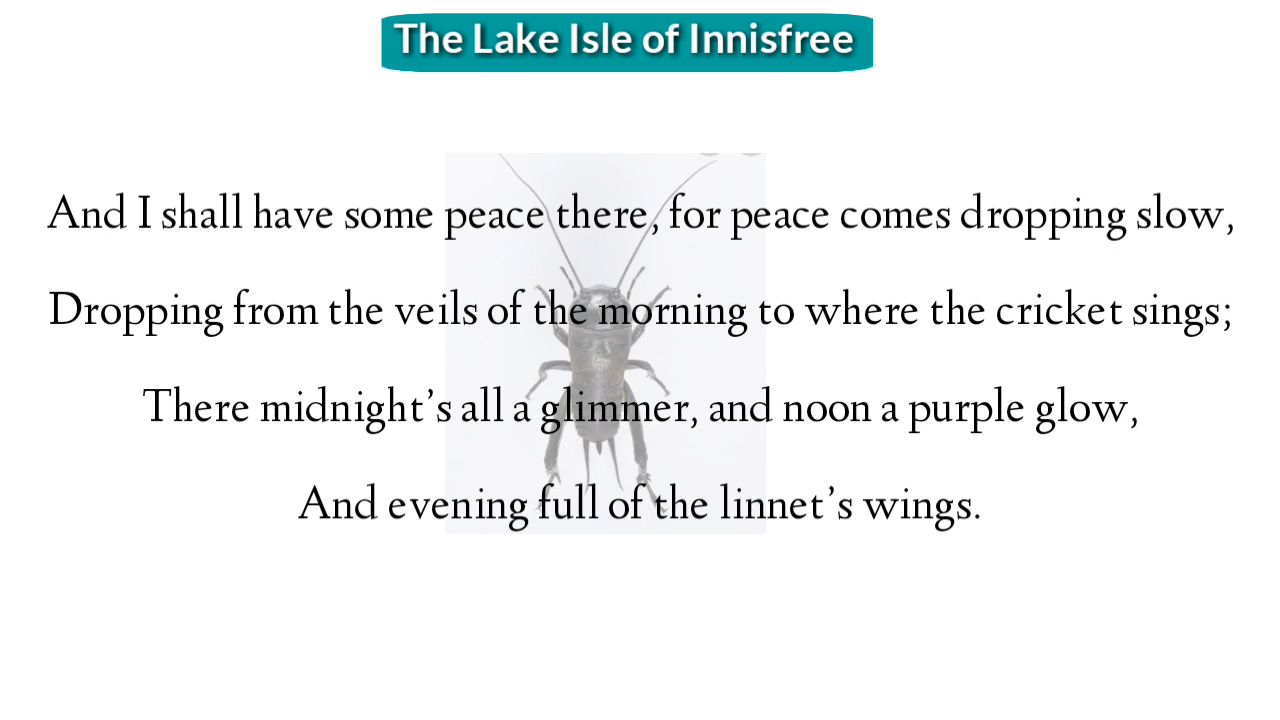 The Lake Isle of Innisfree
And I shall have some peace there, for peace comes dropping slow,
Dropping from the veils of the morning to where the cricket sings;
There midnight’s all a glimmer, and noon a purple glow,
And evening full of the linnet’s wings.